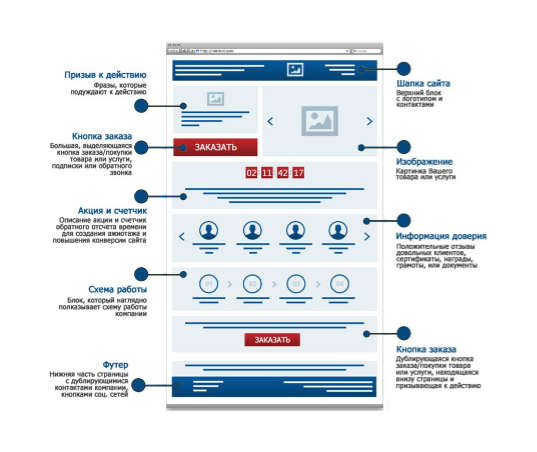 Призыв к действию
Фразы, которые
подуждают к действию
Кнопка заказа
Большая, выделяющаяся
кнопка заказа/покупки
товара или услуги,
подписки или обратного
звонка
Акция и счетчик
Описание акции и счетчик
обратного отсчета времени
для создания ажиотажа и
повышения конверсии сайта
Схема работы
Блок, который наглядно
полказывает схему работы
компании
Футер
Нижняя часть страницы
с дублирующимися
контактами компании,
кнопками соц. сетей
ЗАКАЗАТЬ
02 11 42 17
01 02 03 04
ЗАКАЗАТЬ
Шапка сайта
Верхний блок
с логотипом и
контактами
Изображение
Картинка Вашего
товара или услуги
Информация доверия
Положительные отзывы
довольных клиентов,
сертификаты, награды,
грамоты, или документы
Кнопка заказа
Дублирующаяся кнопка
заказа/покупки товара
или услуги, находящаяся
внизу страницы и
призывающая к действию